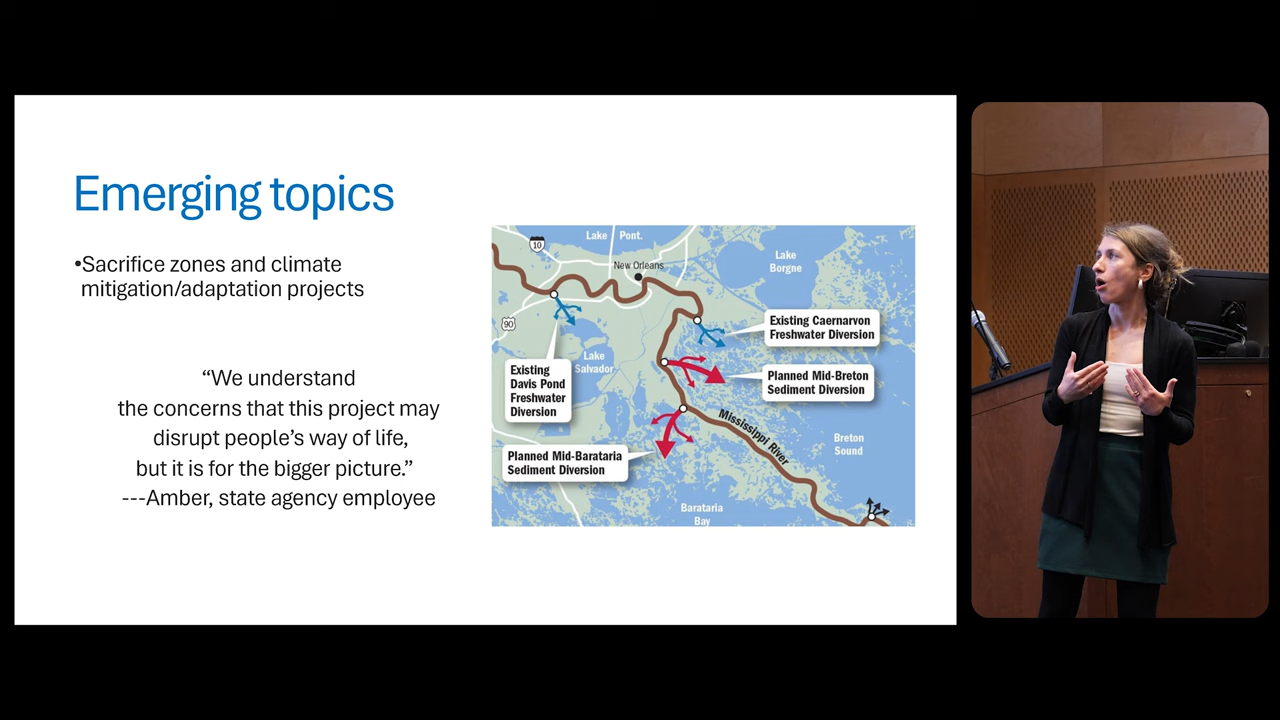 Emerging topics
•Sacrifice zones and climate
mitigation/adaptation projects
“We understand
the concerns that this project may
disrupt people’s way of life,
but it is for the bigger picture.”
---Amber, state agency employee
10
Lake Pont.
New Orleans
Lake
Borgne
90
Existing Caernarvon
Freshwater Diversion
Lake
Salvador
Existing
Davis Pond
Freshwater
Diversion
Planned Mid-Breton
Sediment Diversion
Mississippi River
Breton
Sound
Planned Mid-Barataria
Sediment Diversion
Barataria
Bay